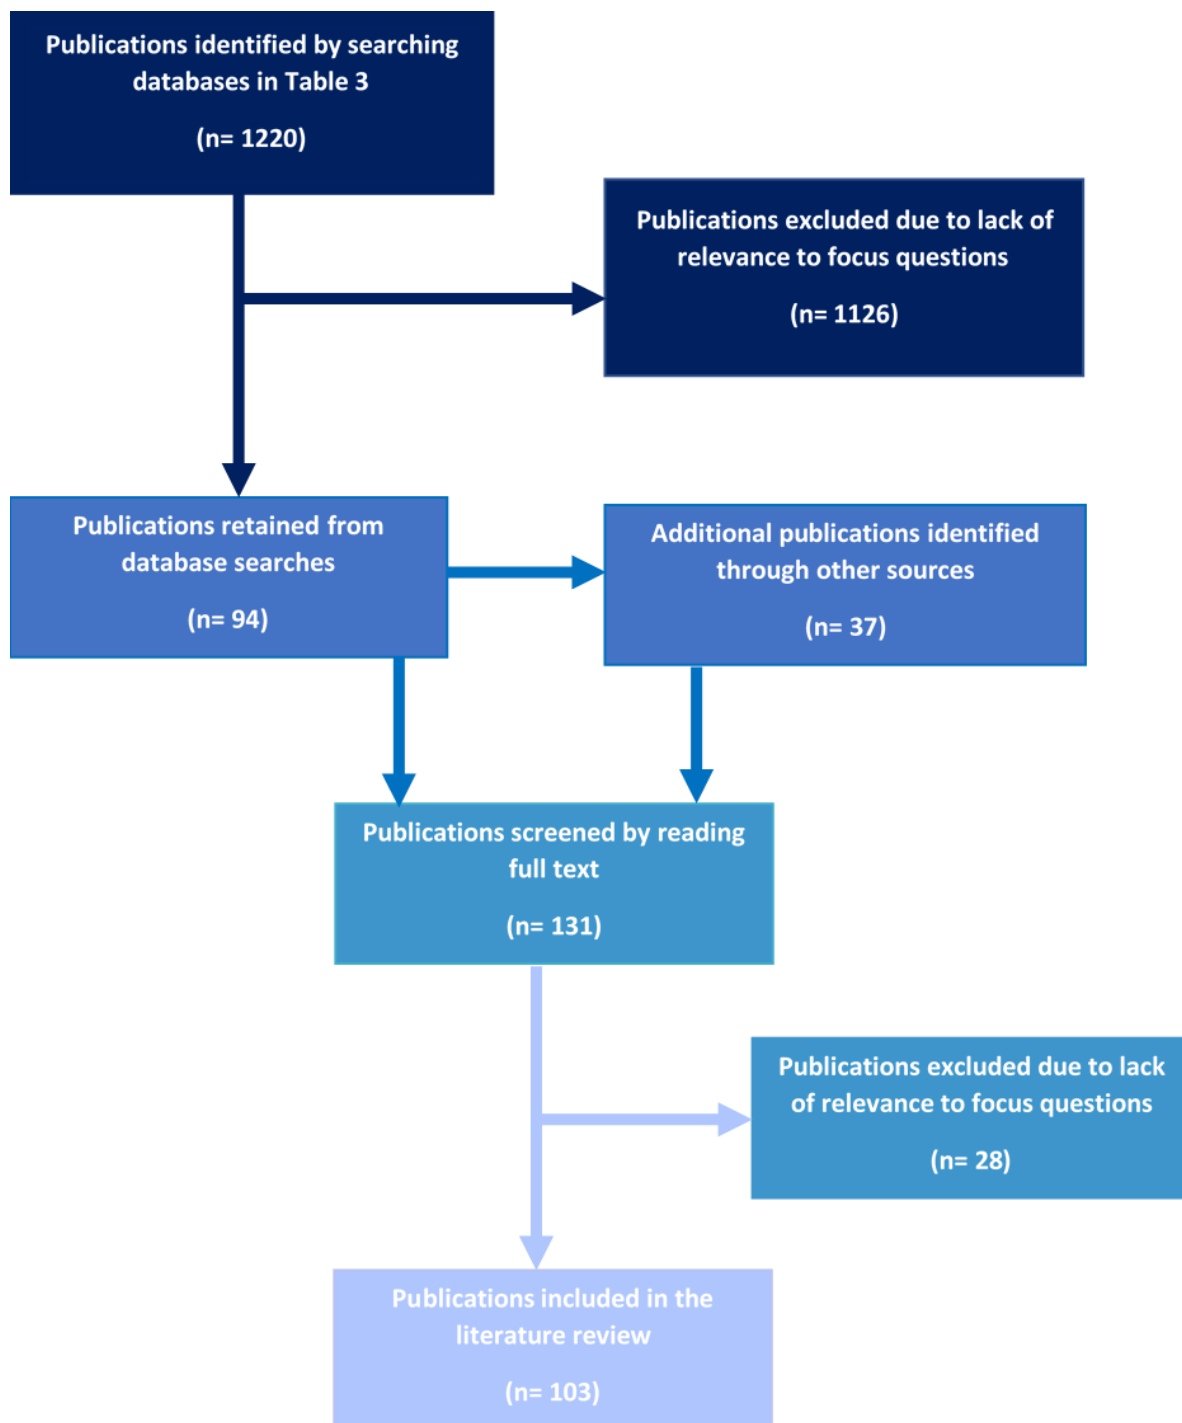 Publications identified by searching
databases in Table 3
(n= 1220)
Publications excluded due to lack of
relevance to focus questions
(n= 1126)
Publications retained from
database searches
(n= 94)
Additional publications identified
through other sources
(n= 37)
Publications screened by reading
full text
(n= 131)
Publications excluded due to lack
of relevance to focus questions
(n= 28)
Publications included in the
literature review
(n= 103)